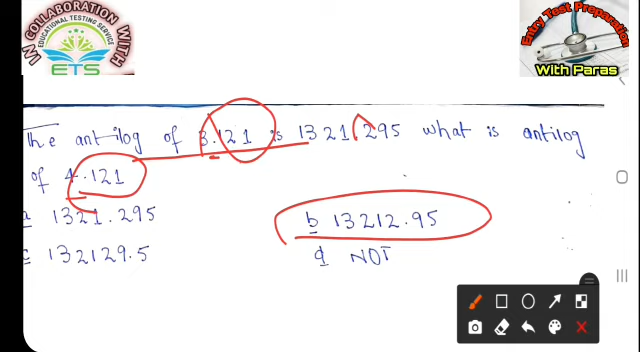 IN COLLABORATION WITH
EDUCATIONAL TESTING SERVICE
ETS
Entry Test Preparation
With Paras
The antilog of 3.121 is 1321.295 what is antilog
of 4.121
a 1321.295
b 13212.95
c 132129.5
d NOT